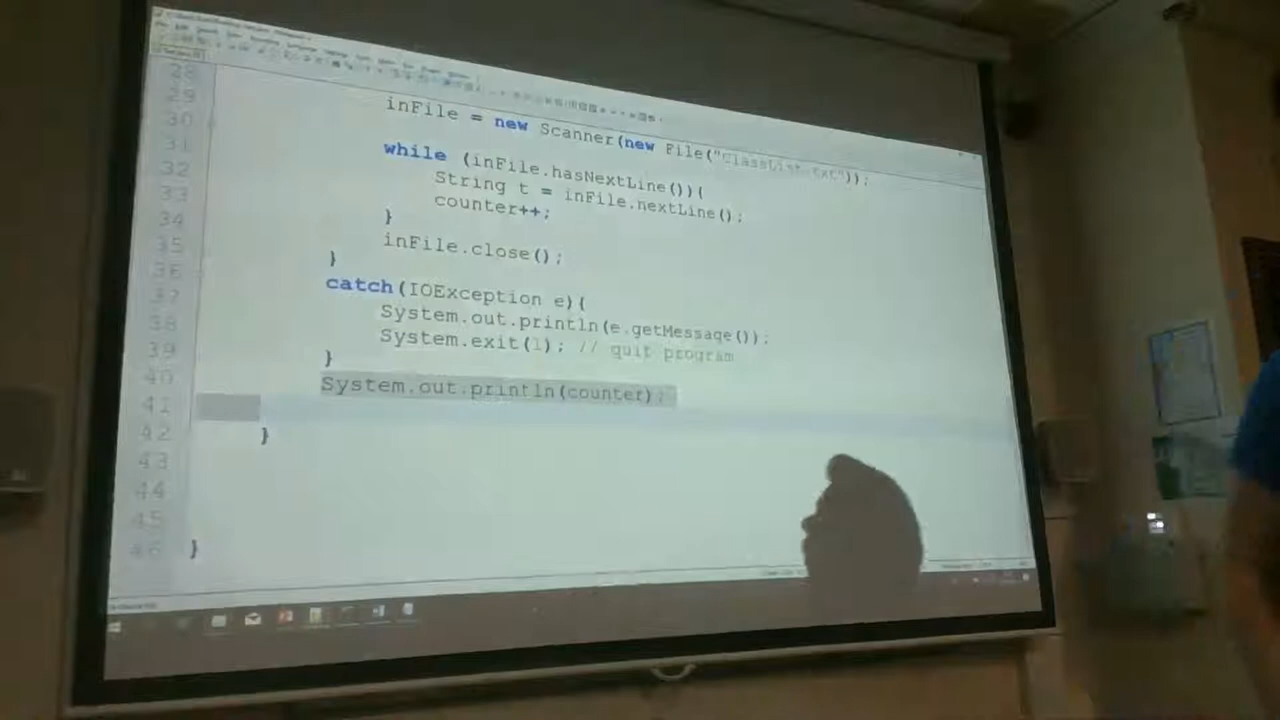 28
29
30 inFile = new Scanner(new File("ClassList.txt"));
31
32 while (inFile.hasNextLine()){
33 String t = inFile.nextLine();
34 counter++;
35 }
36 inFile.close();
37 }
38 catch(IOException e){
39 System.out.println(e.getMessage());
40 System.exit(1); // quit program
41 }
42 System.out.println(counter);
43
44 }
45
46 }